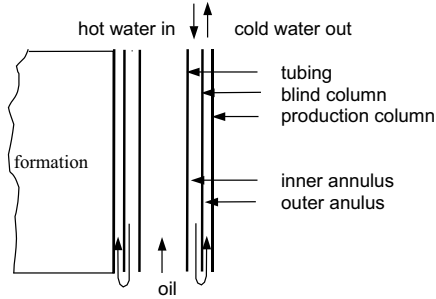 hot water in
cold water out
tubing
blind column
production column
formation
inner annulus
outer anulus
oil